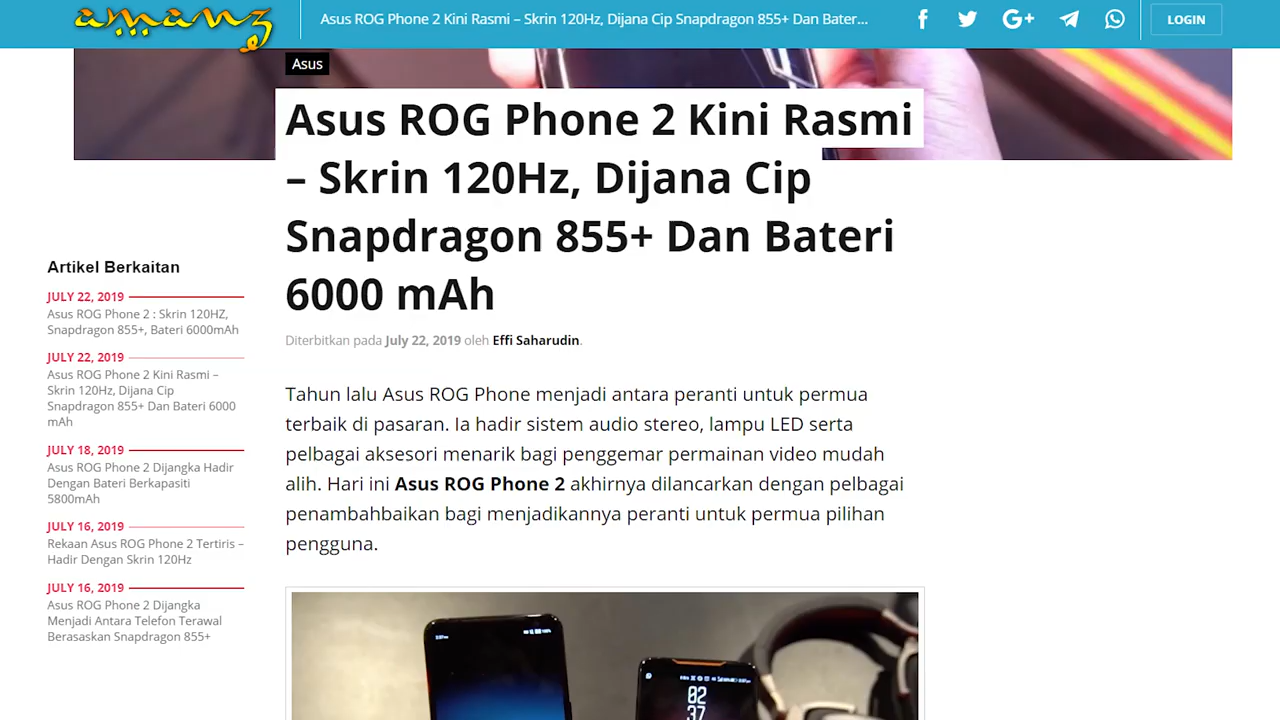 amanz
Asus ROG Phone 2 Kini Rasmi – Skrin 120Hz, Dijana Cip Snapdragon 855+ Dan Bater...
LOGIN
Asus
Asus ROG Phone 2 Kini Rasmi
– Skrin 120Hz, Dijana Cip
Snapdragon 855+ Dan Bateri
6000 mAh
Diterbitkan pada July 22, 2019 oleh Effi Saharudin.
Artikel Berkaitan
JULY 22, 2019
Asus ROG Phone 2 : Skrin 120HZ,
Snapdragon 855+, Bateri 6000mAh
JULY 22, 2019
Asus ROG Phone 2 Kini Rasmi –
Skrin 120Hz, Dijana Cip
Snapdragon 855+ Dan Bateri 6000
mAh
JULY 18, 2019
Asus ROG Phone 2 Dijangka Hadir
Dengan Bateri Berkapasiti
5800mAh
JULY 16, 2019
Rekaan Asus ROG Phone 2 Tertiris –
Hadir Dengan Skrin 120Hz
JULY 16, 2019
Asus ROG Phone 2 Dijangka
Menjadi Antara Telefon Terawal
Berasaskan Snapdragon 855+
Tahun lalu Asus ROG Phone menjadi antara peranti untuk permua
terbaik di pasaran. Ia hadir sistem audio stereo, lampu LED serta
pelbagai aksesori menarik bagi penggemar permainan video mudah
alih. Hari ini Asus ROG Phone 2 akhirnya dilancarkan dengan pelbagai
penambahbaikan bagi menjadikannya peranti untuk permua pilihan
pengguna.
02
37